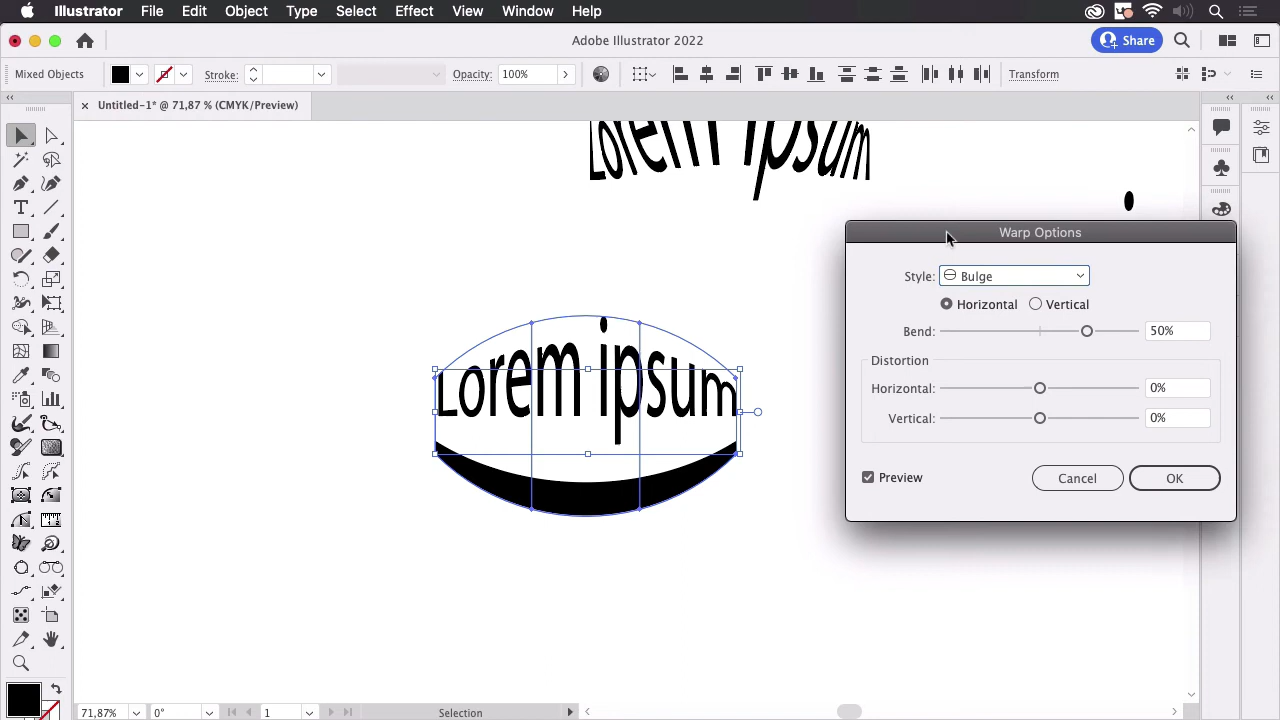 Illustrator File Edit Object Type Select Effect View Window Help
Adobe Illustrator 2022
Share
Mixed Objects Stroke: Opacity: 100% Transform
Untitled-1* @ 71,87 % (CMYK/Preview)
Lorem ipsum
Warp Options
Style: Bulge
Horizontal Vertical
Bend: 50%
Distortion
Horizontal: 0%
Vertical: 0%
Preview Cancel OK
Lorem ipsum
71,87% 0° 1 Selection